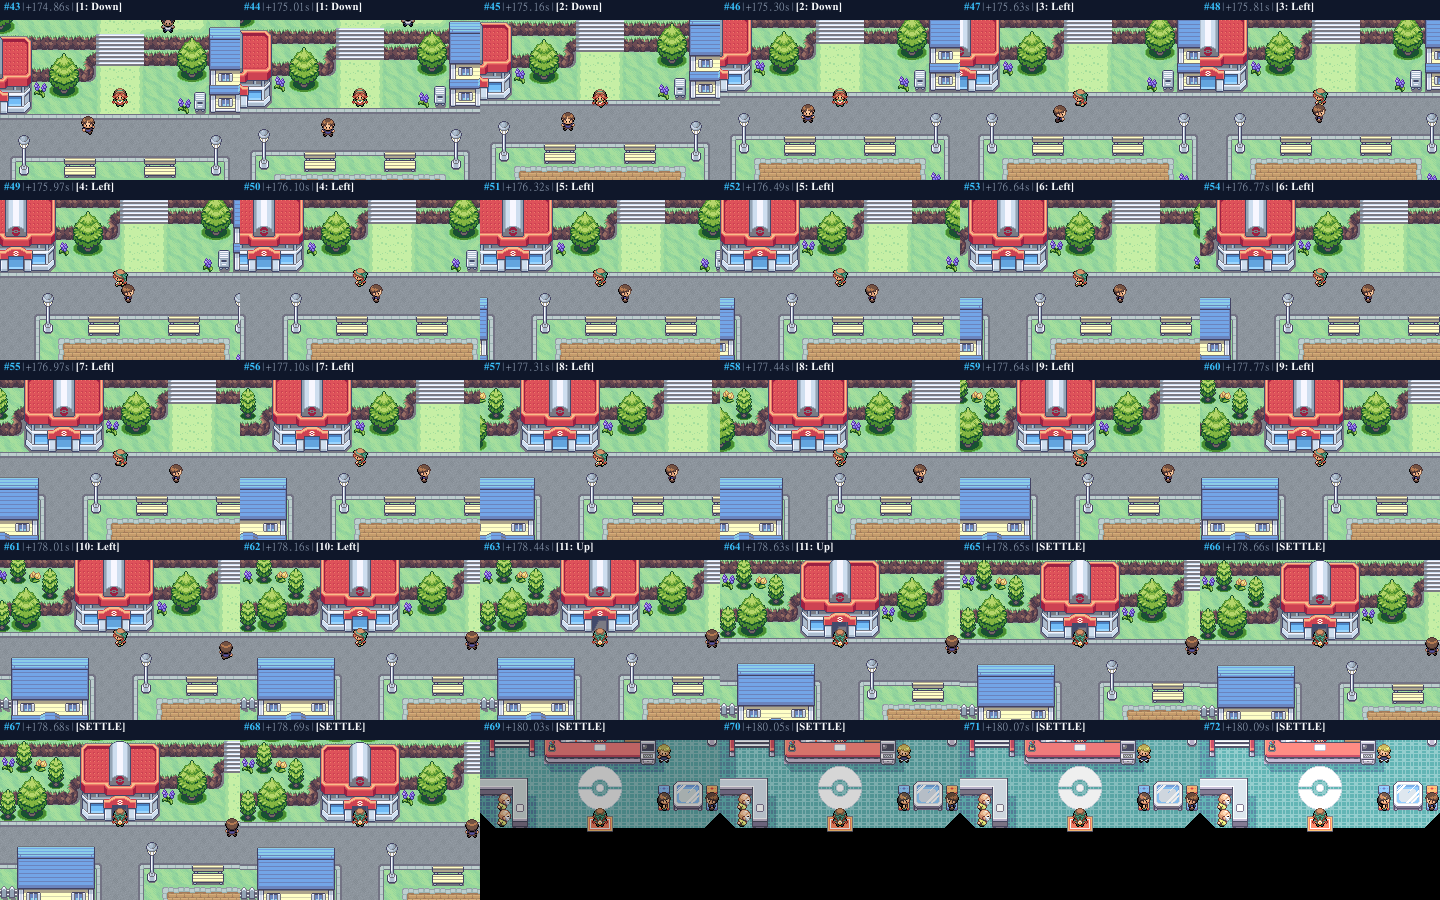 #43|+174.86s|[1: Down]
#44|+175.01s|[1: Down]
#45|+175.16s|[2: Down]
#46|+175.30s|[2: Down]
#47|+175.63s|[3: Left]
#48|+175.81s|[3: Left]
#49|+175.97s|[4: Left]
#50|+176.10s|[4: Left]
#51|+176.32s|[5: Left]
#52|+176.49s|[5: Left]
#53|+176.64s|[6: Left]
#54|+176.77s|[6: Left]
#55|+176.97s|[7: Left]
#56|+177.10s|[7: Left]
#57|+177.31s|[8: Left]
#58|+177.44s|[8: Left]
#59|+177.64s|[9: Left]
#60|+177.77s|[9: Left]
#61|+178.01s|[10: Left]
#62|+178.16s|[10: Left]
#63|+178.44s|[11: Up]
#64|+178.63s|[11: Up]
#65|+178.65s|[SETTLE]
#66|+178.66s|[SETTLE]
#67|+178.68s|[SETTLE]
#68|+178.69s|[SETTLE]
#69|+180.03s|[SETTLE]
#70|+180.05s|[SETTLE]
#71|+180.07s|[SETTLE]
#72|+180.09s|[SETTLE]